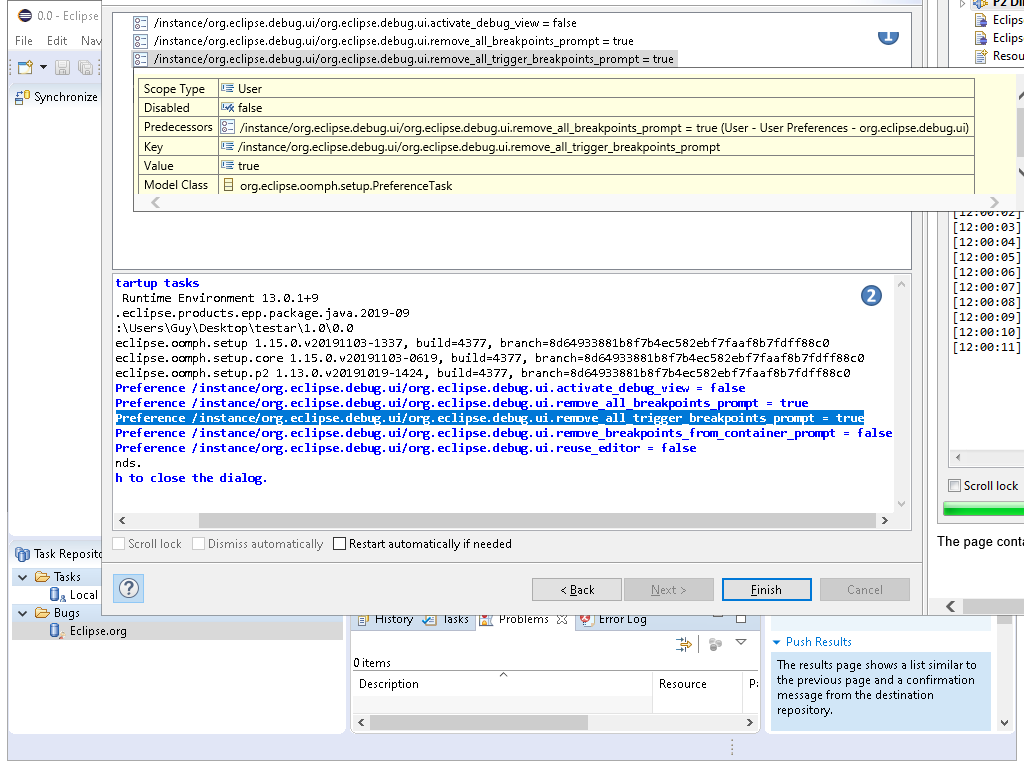 0.0 - Eclipse
File Edit Nav
Synchronize
/instance/org.eclipse.debug.ui/org.eclipse.debug.ui.activate_debug_view = false
/instance/org.eclipse.debug.ui/org.eclipse.debug.ui.remove_all_breakpoints_prompt = true
/instance/org.eclipse.debug.ui/org.eclipse.debug.ui.remove_all_trigger_breakpoints_prompt = true
1
Scope Type User
Disabled false
Predecessors /instance/org.eclipse.debug.ui/org.eclipse.debug.ui.remove_all_breakpoints_prompt = true (User - User Preferences - org.eclipse.debug.ui)
Key /instance/org.eclipse.debug.ui/org.eclipse.debug.ui.remove_all_trigger_breakpoints_prompt
Value true
Model Class org.eclipse.oomph.setup.PreferenceTask
tartup tasks
Runtime Environment 13.0.1+9
.eclipse.products.epp.package.java.2019-09
:\Users\Guy\Desktop\testar\1.0\0.0
eclipse.oomph.setup 1.15.0.v20191103-1337, build=4377, branch=8d64933881b8f7b4ec582ebf7faaf8b7fdff88c0
eclipse.oomph.setup.core 1.15.0.v20191103-0619, build=4377, branch=8d64933881b8f7b4ec582ebf7faaf8b7fdff88c0
eclipse.oomph.setup.p2 1.13.0.v20191019-1424, build=4377, branch=8d64933881b8f7b4ec582ebf7faaf8b7fdff88c0
Preference /instance/org.eclipse.debug.ui/org.eclipse.debug.ui.activate_debug_view = false
Preference /instance/org.eclipse.debug.ui/org.eclipse.debug.ui.remove_all_breakpoints_prompt = true
Preference /instance/org.eclipse.debug.ui/org.eclipse.debug.ui.remove_all_trigger_breakpoints_prompt = true
Preference /instance/org.eclipse.debug.ui/org.eclipse.debug.ui.remove_breakpoints_from_container_prompt = false
Preference /instance/org.eclipse.debug.ui/org.eclipse.debug.ui.reuse_editor = false
nds.
h to close the dialog.
2
Scroll lock Dismiss automatically Restart automatically if needed
? < Back Next > Finish Cancel
P2 Di
Eclips
Eclips
Resou
[12:00:02]
[12:00:03]
[12:00:04]
[12:00:05]
[12:00:06]
[12:00:07]
[12:00:08]
[12:00:09]
[12:00:10]
[12:00:11]
Scroll lock
The page conta
Task Reposito
Tasks
Local
Bugs
Eclipse.org
History Tasks Problems Error Log
0 items
Description Resource Pa
Push Results
The results page shows a list similar to
the previous page and a confirmation
message from the destination
repository.